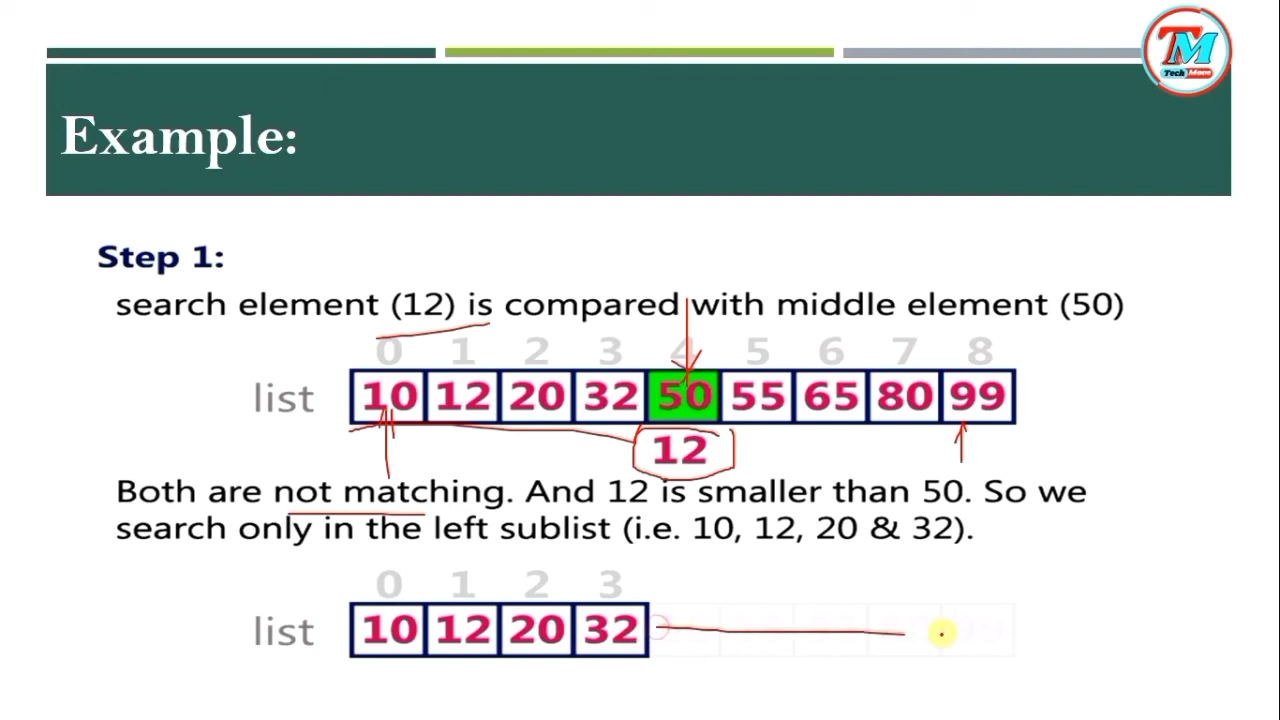 TM
Tech Move
Example:
Step 1:
search element (12) is compared with middle element (50)
0 1 2 3 4 5 6 7 8
list 10 12 20 32 50 55 65 80 99
12
Both are not matching. And 12 is smaller than 50. So we
search only in the left sublist (i.e. 10, 12, 20 & 32).
0 1 2 3
list 10 12 20 32